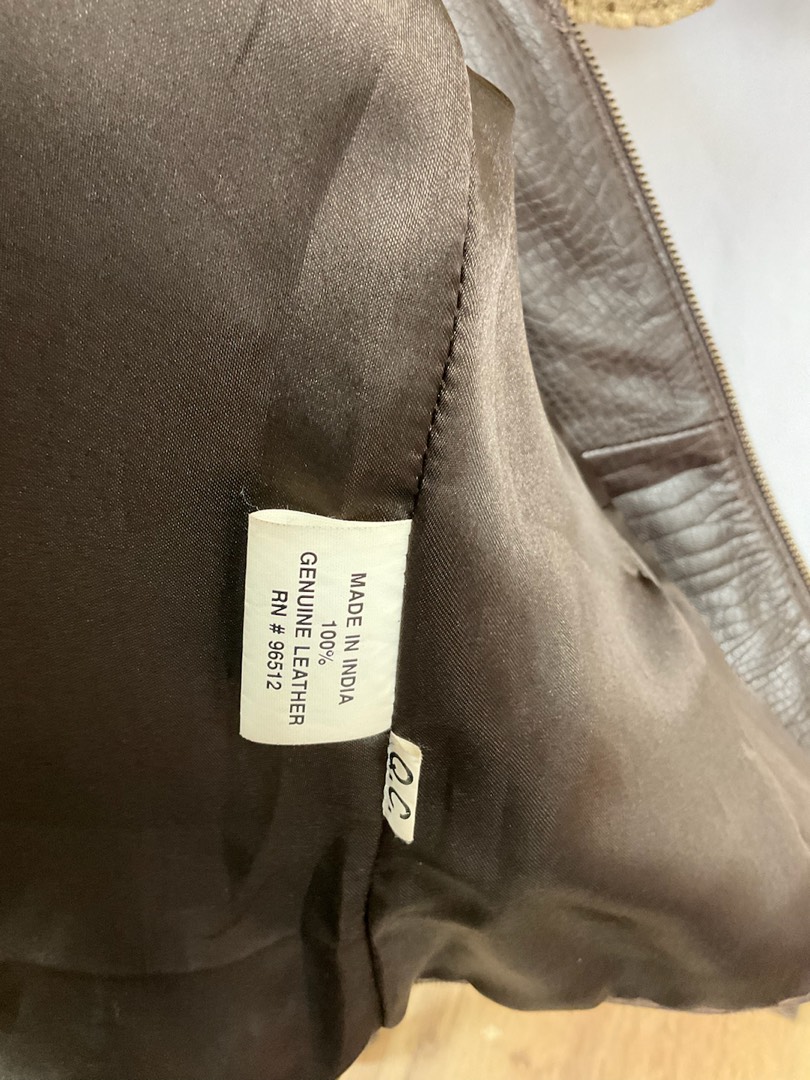 MADE IN INDIA
100%
GENUINE LEATHER
RN # 96512
Q.C.